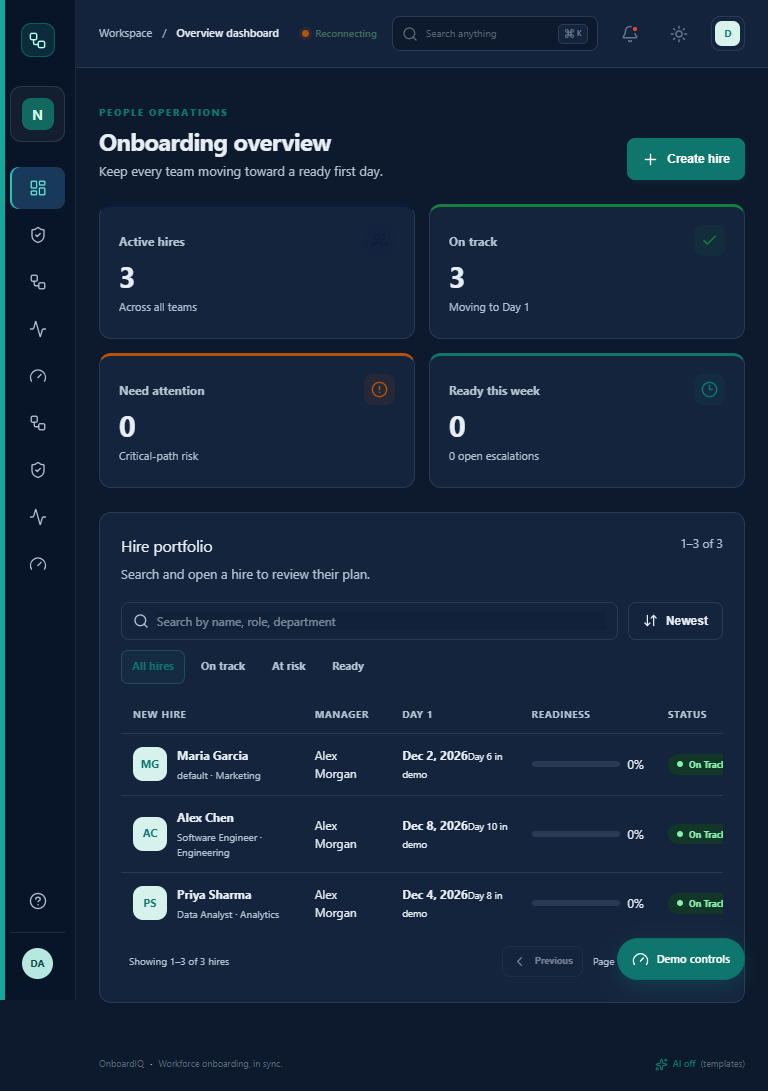 Workspace / Overview dashboard
Reconnecting
Search anything
⌘ K
D
N
PEOPLE OPERATIONS
Onboarding overview
Keep every team moving toward a ready first day.
Create hire
Active hires
3
Across all teams
On track
3
Moving to Day 1
Need attention
0
Critical-path risk
Ready this week
0
0 open escalations
Hire portfolio
1–3 of 3
Search and open a hire to review their plan.
Search by name, role, department
Newest
All hires On track At risk Ready
NEW HIRE MANAGER DAY 1 READINESS STATUS
MG
Maria Garcia
default · Marketing
Alex
Morgan
Dec 2, 2026Day 6 in
demo
0%
On Tracl
AC
Alex Chen
Software Engineer ·
Engineering
Alex
Morgan
Dec 8, 2026Day 10 in
demo
0%
On Tracl
PS
Priya Sharma
Data Analyst · Analytics
Alex
Morgan
Dec 4, 2026Day 8 in
demo
0%
On Tracl
Showing 1–3 of 3 hires
Previous
Page
Demo controls
DA
OnboardIQ · Workforce onboarding, in sync.
AI off (templates)